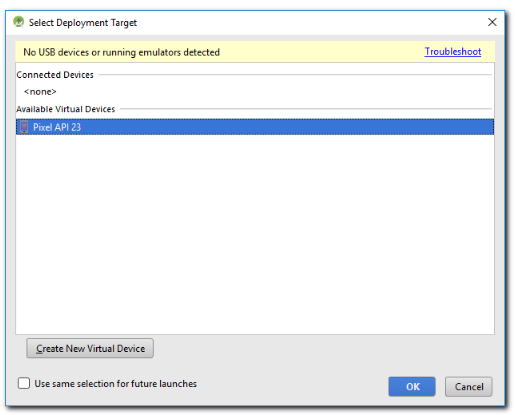 Select Deployment Target
No USB devices or running emulators detected Troubleshoot
Connected Devices
<none>
Available Virtual Devices
Pixel API 23
Create New Virtual Device
Use same selection for future launches
OK Cancel